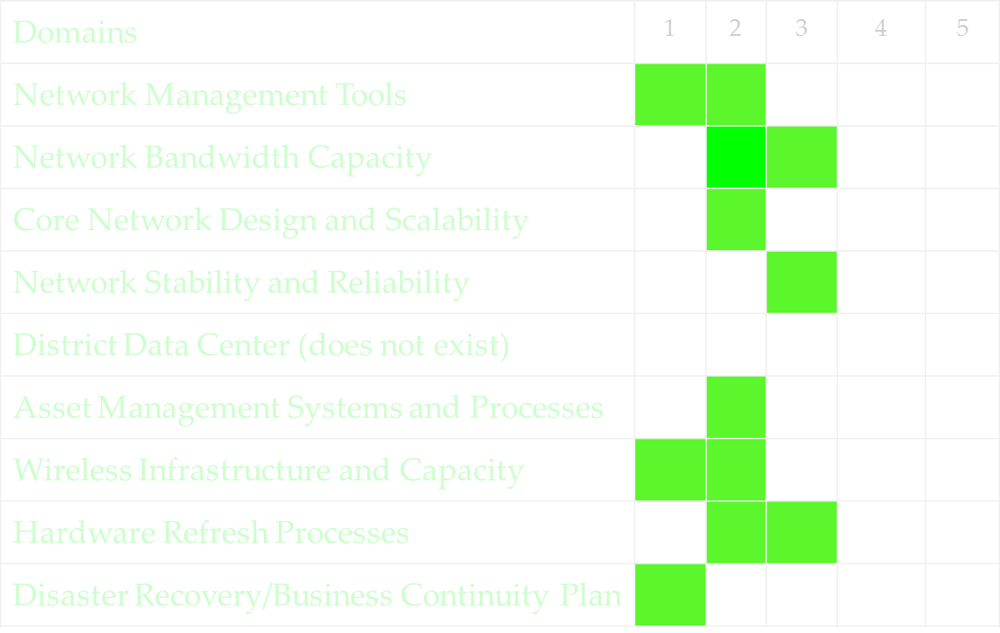 Domains 1 2 3 4 5
Network Management Tools
Network Bandwidth Capacity
Core Network Design and Scalability
Network Stability and Reliability
District Data Center (does not exist)
Asset Management Systems and Processes
Wireless Infrastructure and Capacity
Hardware Refresh Processes
Disaster Recovery/Business Continuity Plan